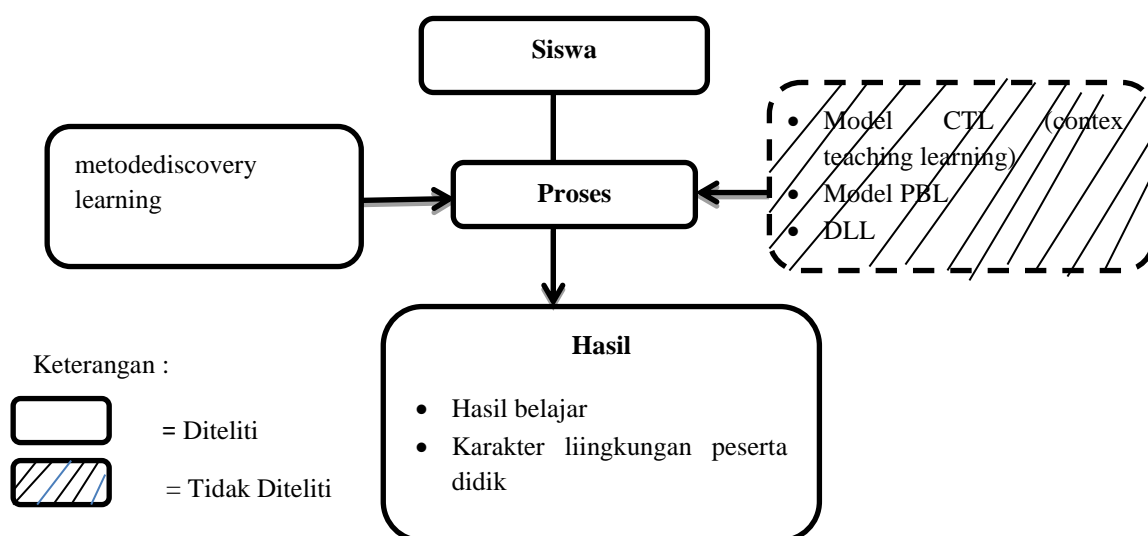 Siswa
metodediscovery
learning
Proses
• Model CTL (contex
teaching learning)
• Model PBL
• DLL
Hasil
• Hasil belajar
• Karakter liingkungan peserta
didik
Keterangan :
= Diteliti
= Tidak Diteliti